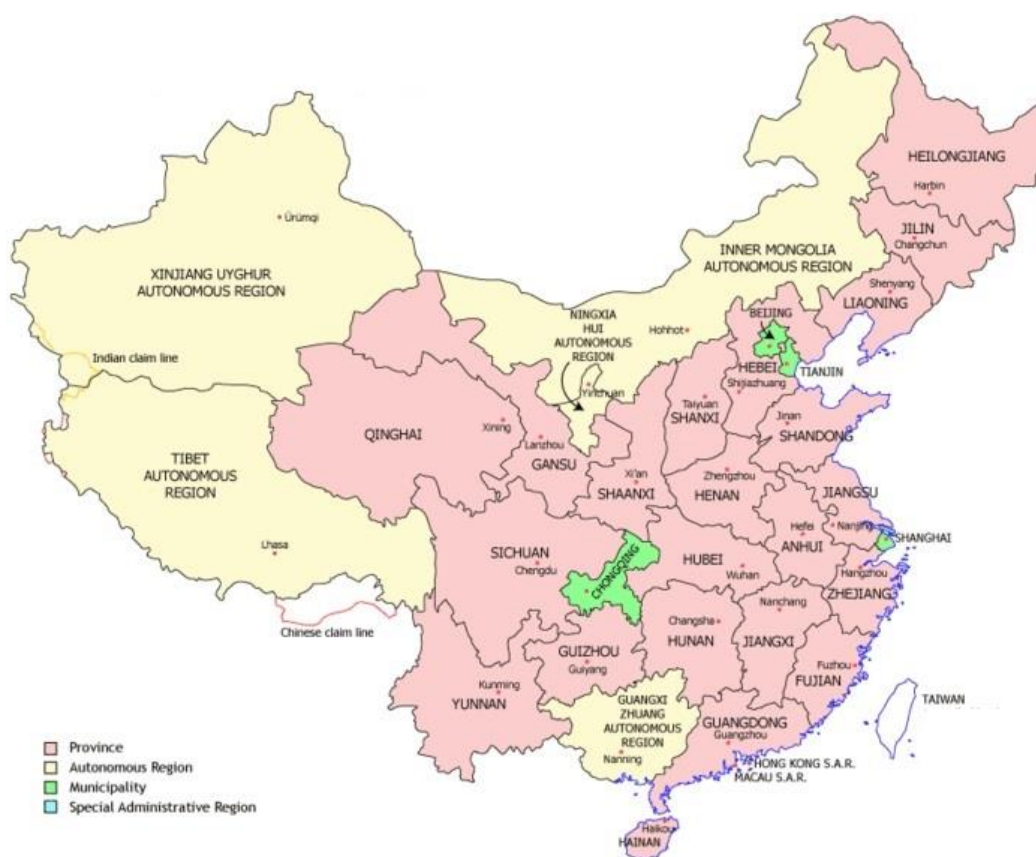 HEILONGJIANG
Harbin
JILIN
Changchun
Ürümqi
INNER MONGOLIA
AUTONOMOUS REGION
XINJIANG UYGHUR
AUTONOMOUS REGION
Shenyang
LIAONING
NINGXIA
HUI
AUTONOMOUS
REGION
BEIJING
Hohhot
Indian claim line
HEBEI
TIANJIN
Shijiazhuang
Yinchuan
Taiyuan
SHANXI
Jinan
SHANDONG
QINGHAI
Xining
Lanzhou
GANSU
TIBET
AUTONOMOUS
REGION
Xi'an
SHAANXI
Zhengzhou
HENAN
JIANGSU
Nanjing
Hefei
ANHUI
SHANGHAI
Lhasa
SICHUAN
Chengdu
CHONGQING
HUBEI
Wuhan
Hangzhou
ZHEJIANG
Chinese claim line
Changsha
HUNAN
Nanchang
JIANGXI
GUIZHOU
Guiyang
Fuzhou
FUJIAN
Kunming
YUNNAN
GUANGXI
ZHUANG
AUTONOMOUS
REGION
Nanning
GUANGDONG
Guangzhou
TAIWAN
HONG KONG S.A.R.
MACAU S.A.R.
Haikou
HAINAN
Province
Autonomous Region
Municipality
Special Administrative Region